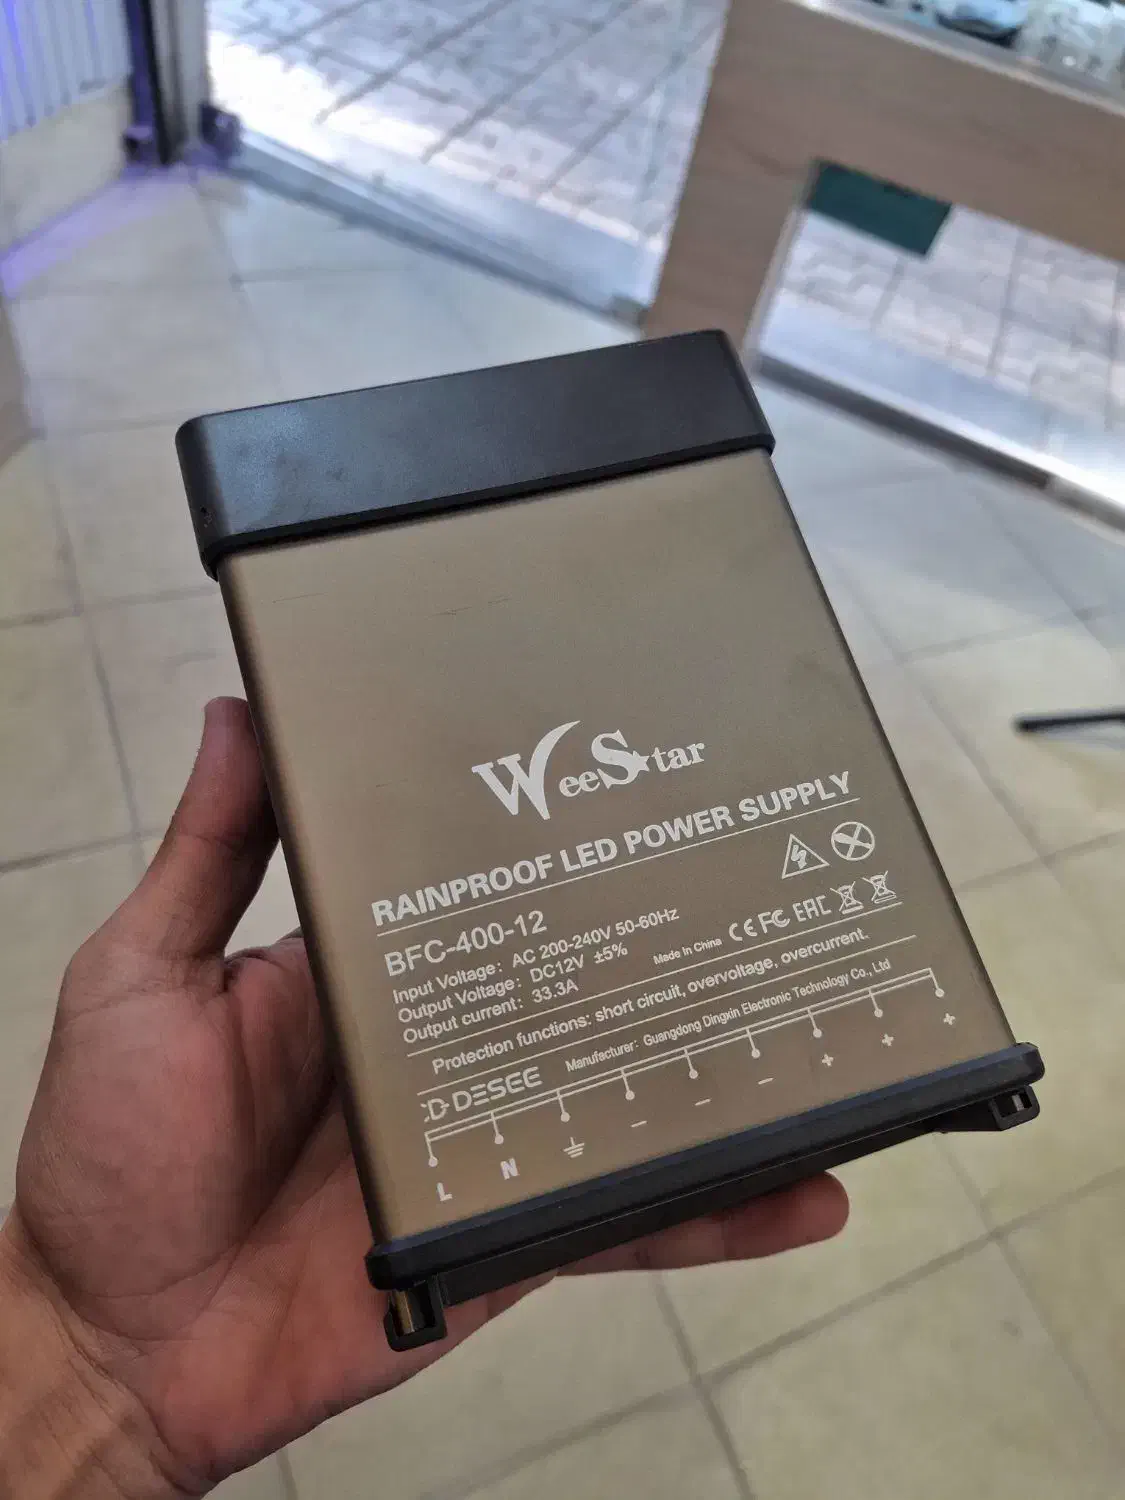 WeeStar
RAINPROOF LED POWER SUPPLY
BFC-400-12
Input Voltage: AC 200-240V 50-60Hz
Output Voltage: DC12V ±5%
Output current: 33.3A
Made In China CE FC EAC
Protection functions: short circuit, overvoltage, overcurrent.
DESEE Manufacturer: Guangdong Dingxin Electronic Technology Co., Ltd
L N ⏚ − − − + + +